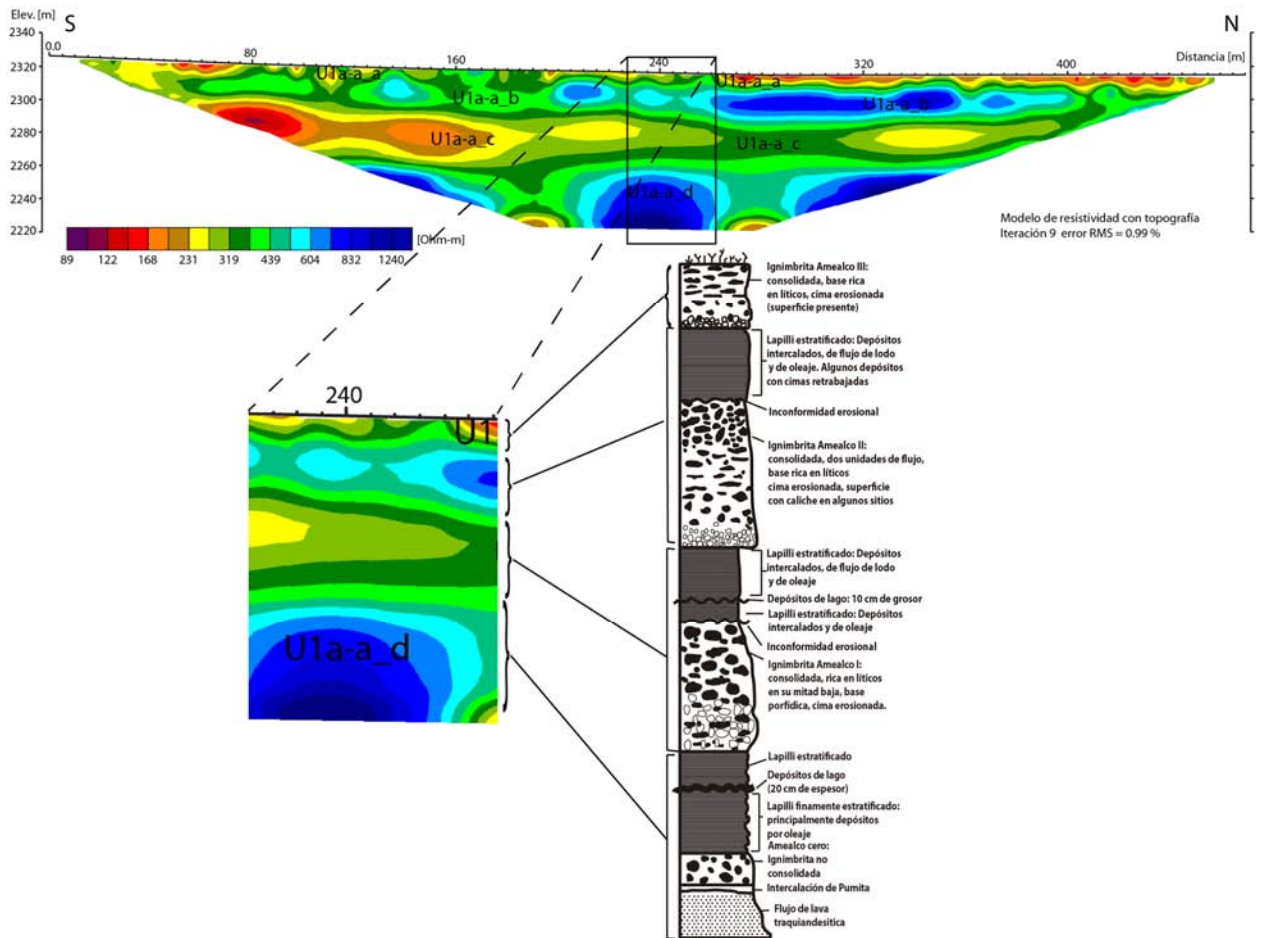 Elev. [m]
S
N
2340
2320
2300
2280
2260
2240
2220
0.0
80
160
240
320
400
Distancia [m]
U1a-a_a
U1a-a_a
U1a-a_b
U1a-a_b
U1a-a_c
U1a-a_c
U1a-a_d
[Ohm-m]
89 122 168 231 319 439 604 832 1240
Modelo de resistividad con topografía
Iteración 9 error RMS = 0.99 %
240
U1
U1a-a_d
Ignimbrita Amealco III:
consolidada, base rica
en líticos, cima erosionada
(superficie presente)
Lapilli estratificado: Depósitos
intercalados, de flujo de lodo
y de oleaje. Algunos depósitos
con cimas retrabajadas
Inconformidad erosional
Ignimbrita Amealco II:
consolidada, dos unidades de flujo,
base rica en líticos
cima erosionada, superficie
con caliche en algunos sitios
Lapilli estratificado: Depósitos
intercalados, de flujo de lodo
y de oleaje
Depósitos de lago: 10 cm de grosor
Lapilli estratificado: Depósitos
intercalados y de oleaje
Inconformidad erosional
Ignimbrita Amealco I:
consolidada, rica en líticos
en su mitad baja, base
porfídica, cima erosionada.
Lapilli estratificado
Depósitos de lago
(20 cm de espesor)
Lapilli finamente estratificado:
principalmente depósitos
por oleaje
Amealco cero:
Ignimbrita no
consolidada
Intercalación de Pumita
Flujo de lava
traquiandesitica